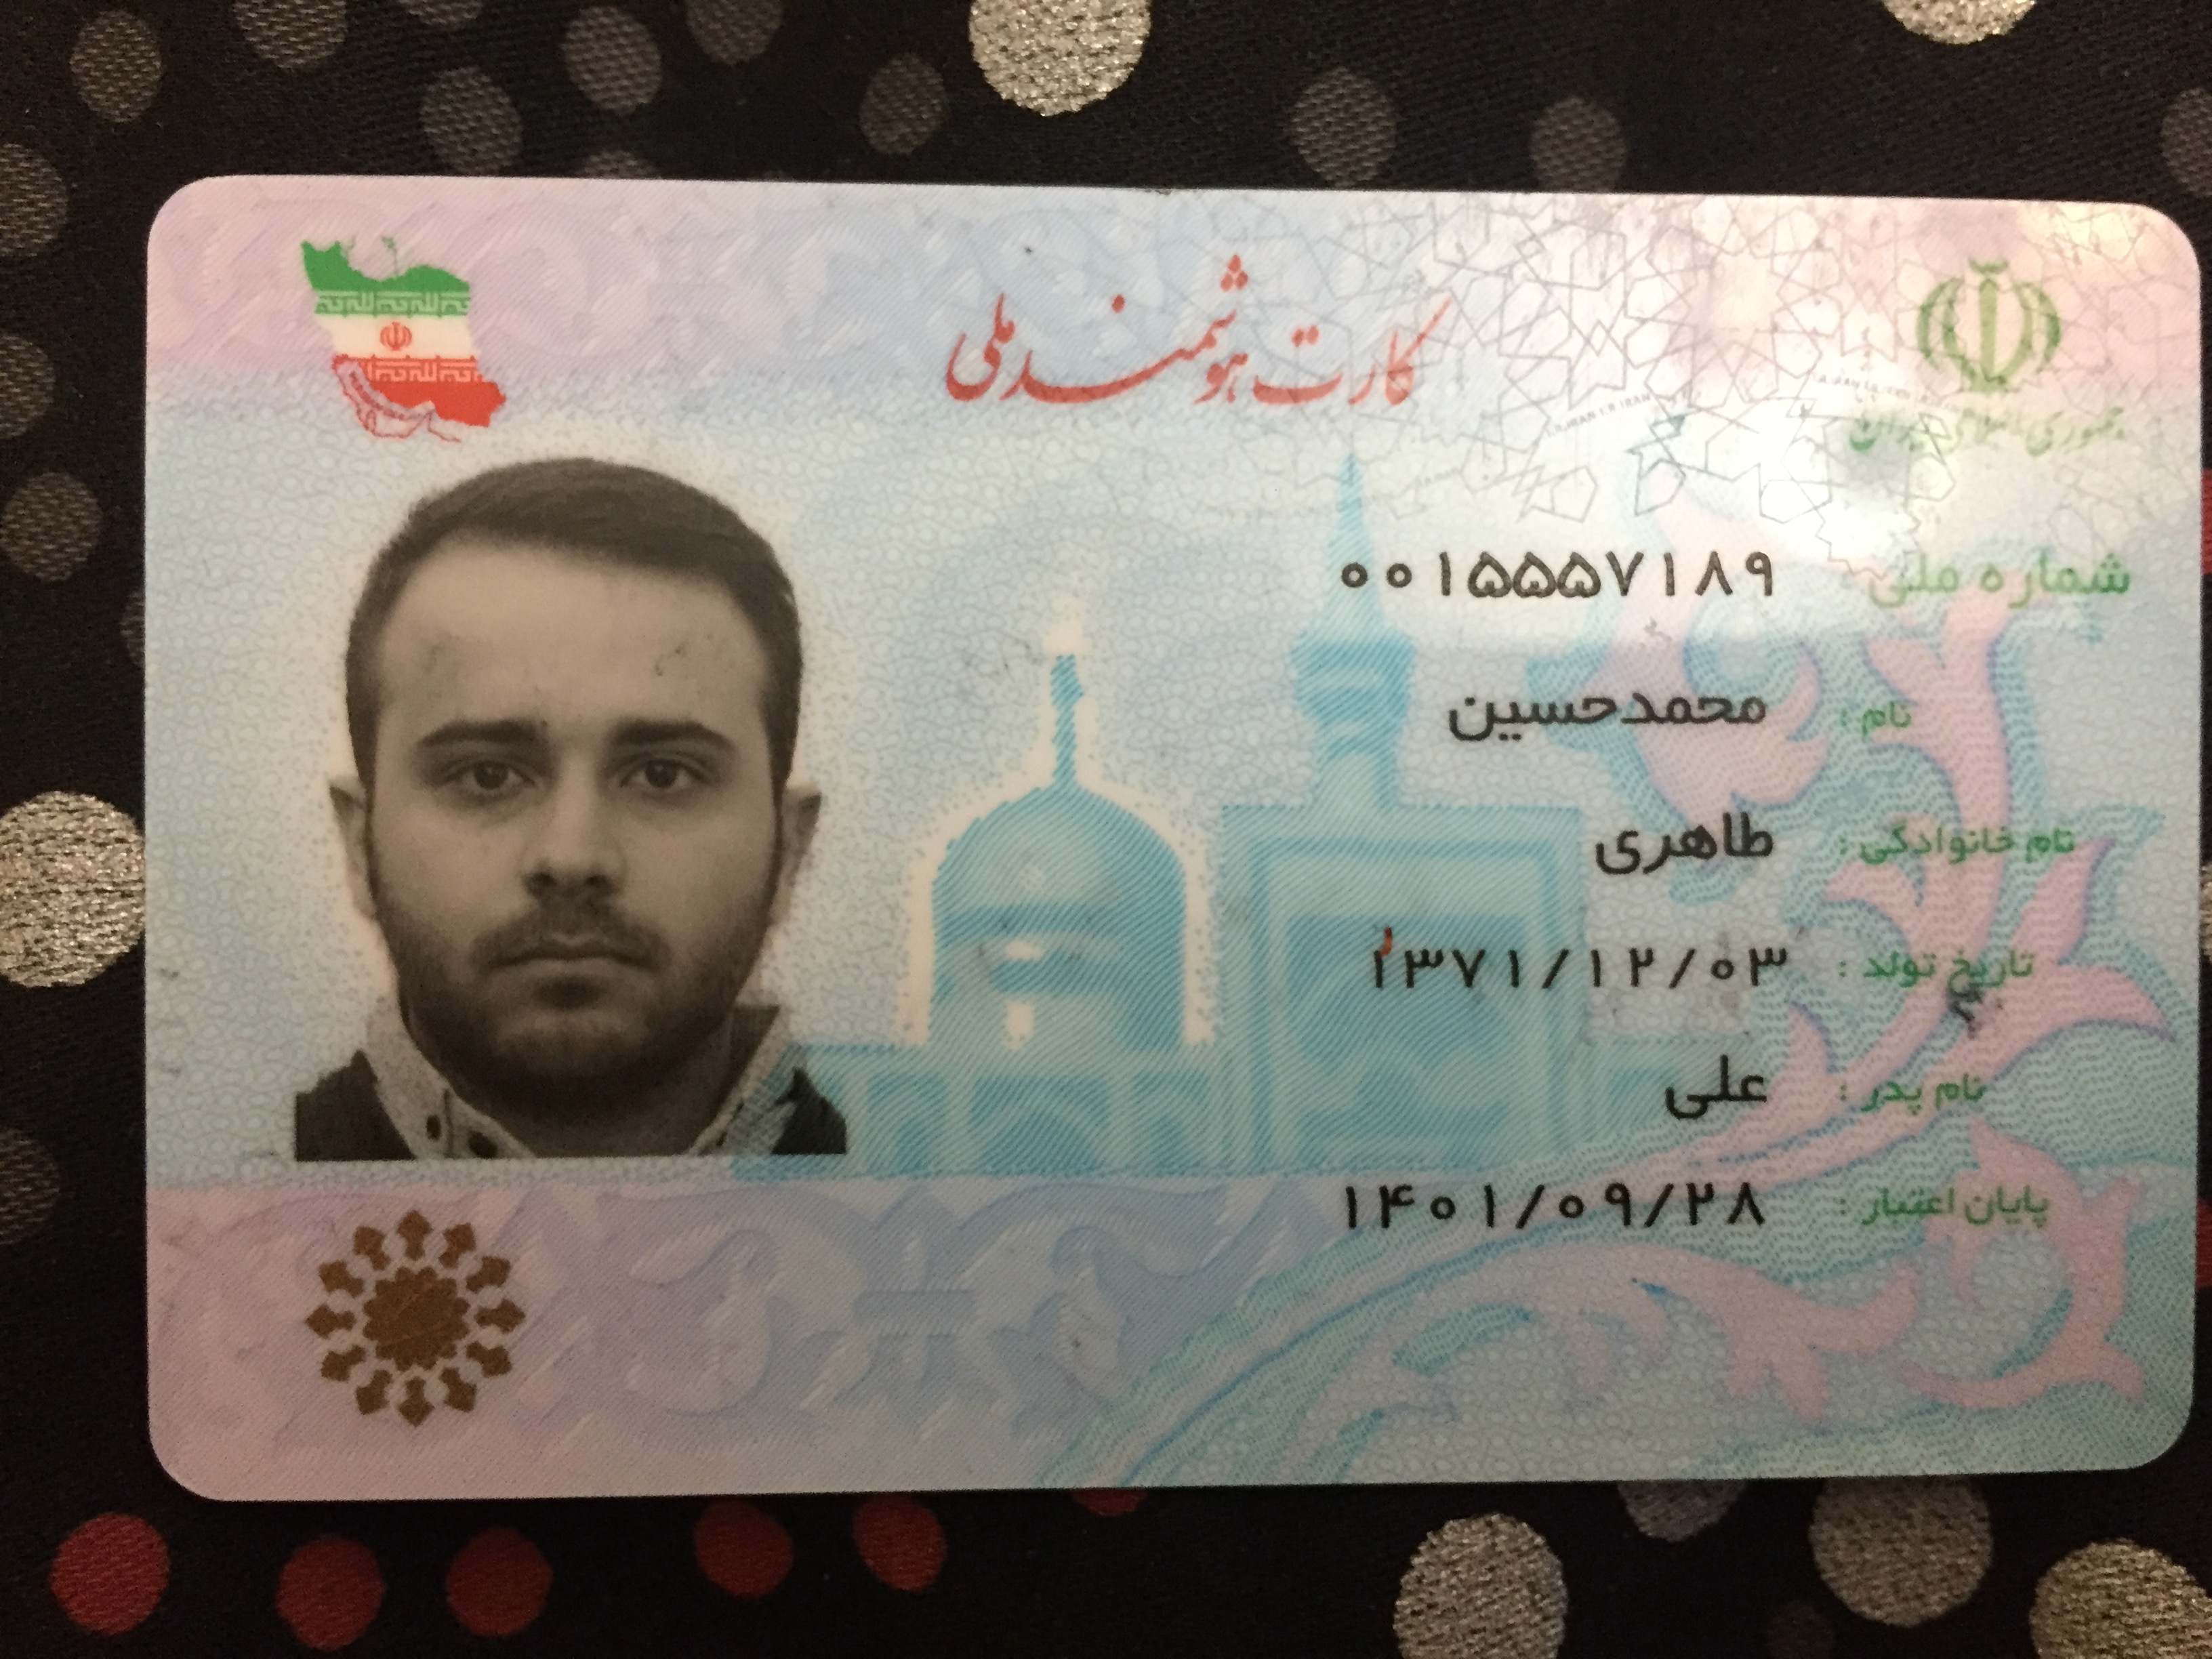 جمهوری اسلامی ایران
کارت هوشمند ملی
شماره ملی ۰۰۱۵۵۵۷۱۸۹
نام : محمدحسین
نام خانوادگی : طاهری
تاریخ تولد : ۱۳۷۱/۱۲/۰۳
نام پدر : علی
پایان اعتبار : ۱۴۰۱/۰۹/۲۸